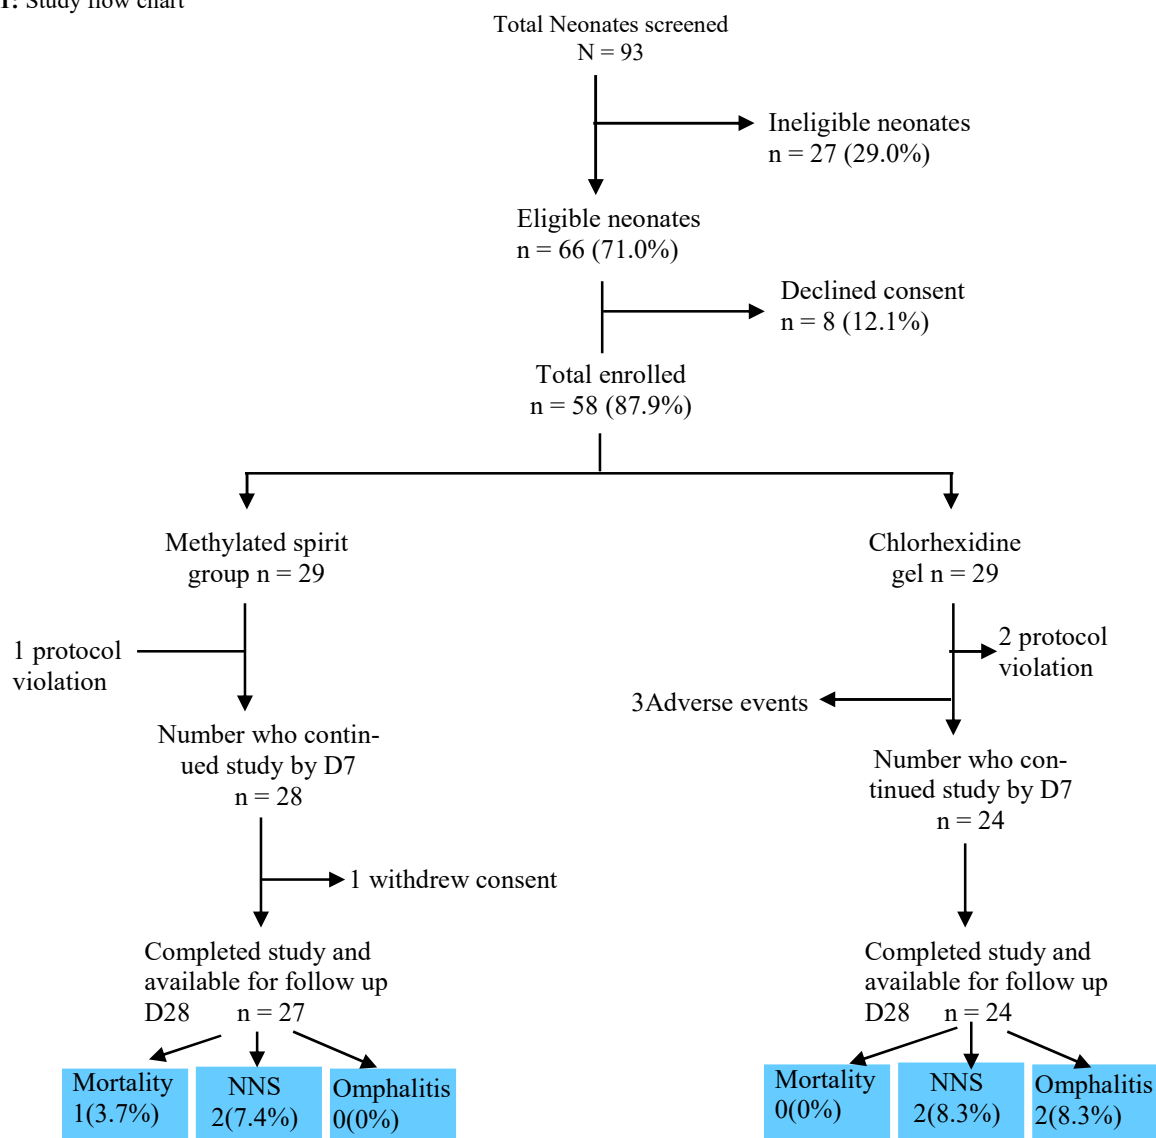 1: Study flow chart
Total Neonates screened
N = 93
Ineligible neonates
n = 27 (29.0%)
Eligible neonates
n = 66 (71.0%)
Declined consent
n = 8 (12.1%)
Total enrolled
n = 58 (87.9%)
Methylated spirit
group n = 29
Chlorhexidine
gel n = 29
1 protocol
violation
2 protocol
violation
3Adverse events
Number who contin-
ued study by D7
n = 28
Number who con-
tinued study by D7
n = 24
1 withdrew consent
Completed study and
available for follow up
D28 n = 27
Completed study and
available for follow up
D28 n = 24
Mortality
1(3.7%)
NNS
2(7.4%)
Omphalitis
0(0%)
Mortality
0(0%)
NNS
2(8.3%)
Omphalitis
2(8.3%)